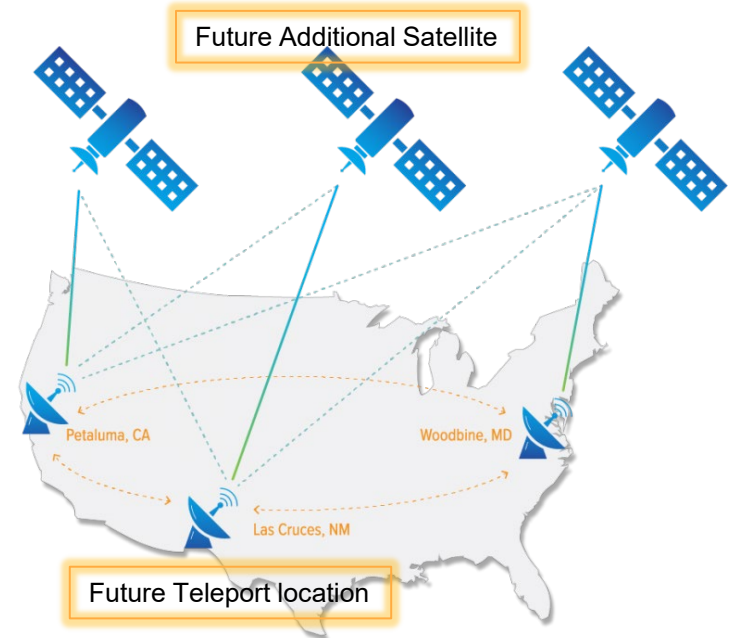 Future Additional Satellite
Petaluma, CA
Woodbine, MD
Las Cruces, NM
Future Teleport location